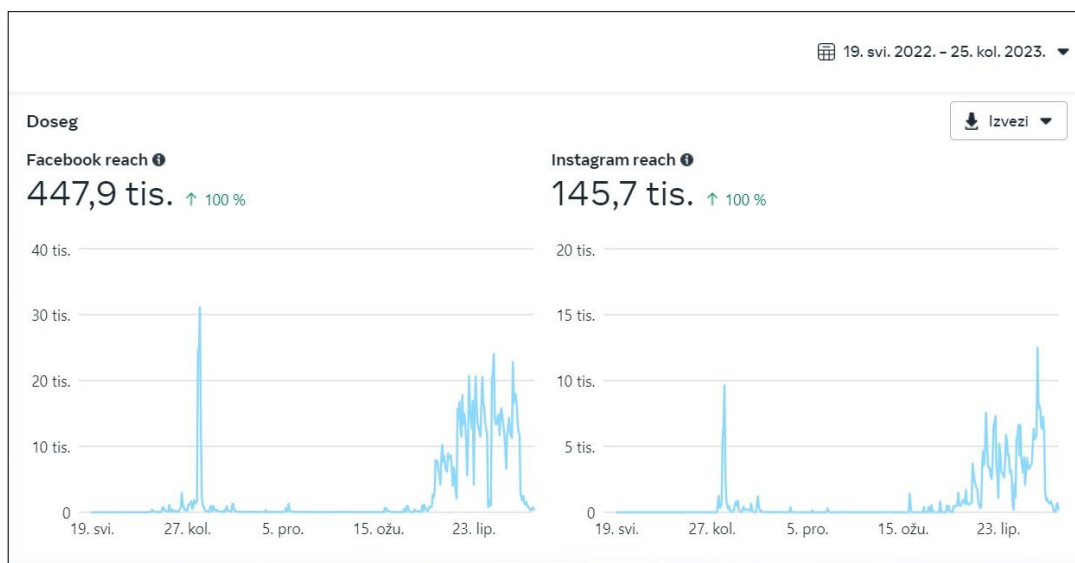 19. svi. 2022. – 25. kol. 2023.
Doseg
Izvezi
Facebook reach
447,9 tis. ↑ 100 %
40 tis.
30 tis.
20 tis.
10 tis.
0
19. svi. 27. kol. 5. pro. 15. ožu. 23. lip.
Instagram reach
145,7 tis. ↑ 100 %
20 tis.
15 tis.
10 tis.
5 tis.
0
19. svi. 27. kol. 5. pro. 15. ožu. 23. lip.